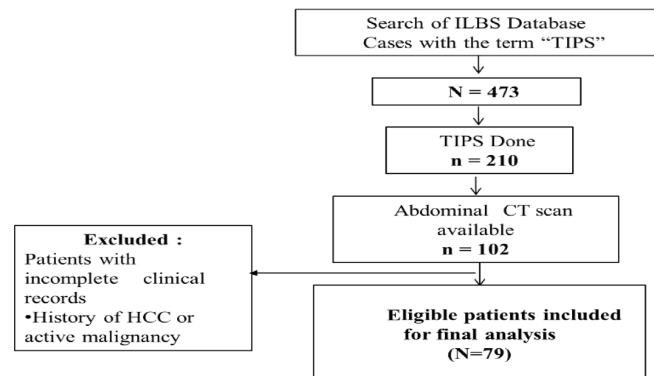 Search of ILBS Database
Cases with the term “TIPS”
N = 473
TIPS Done
n = 210
Abdominal CT scan
available
n = 102
Excluded :
Patients with
incomplete clinical
records
•History of HCC or
active malignancy
Eligible patients included
for final analysis
(N=79)